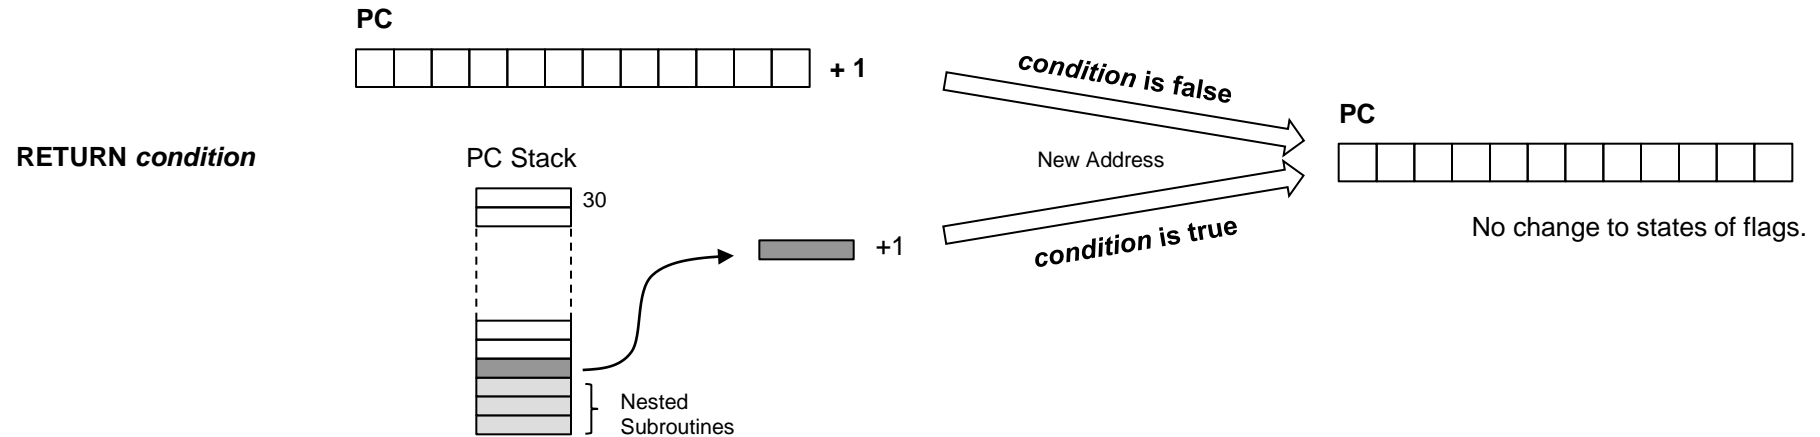 PC
+ 1
condition is false
PC
RETURN condition
PC Stack
New Address
30
No change to states of flags.
+1
condition is true
Nested
Subroutines